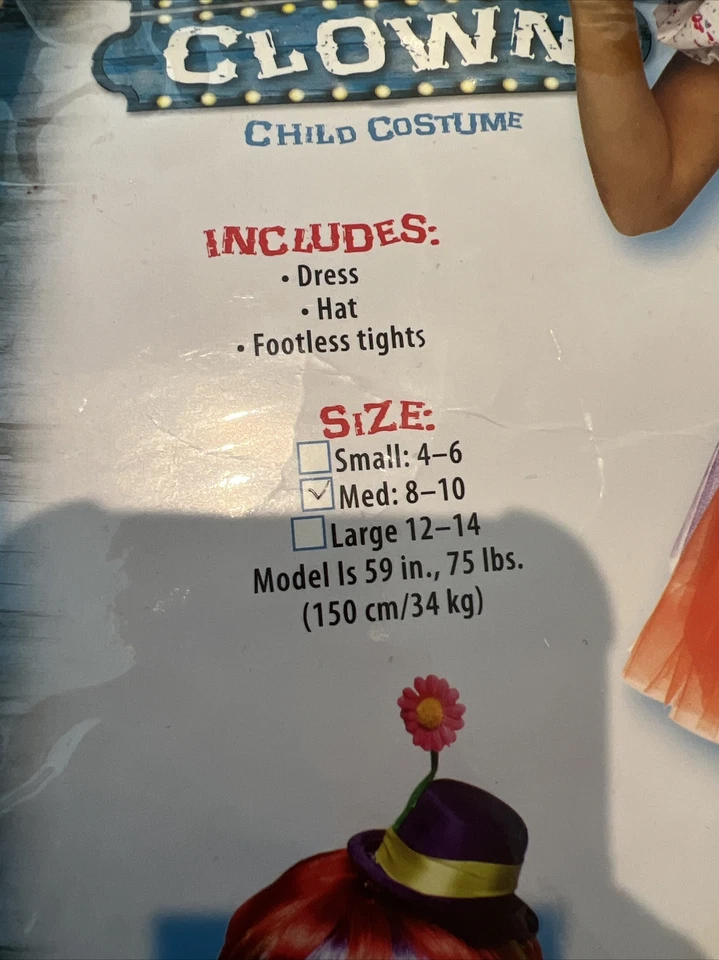 CLOWN
CHILD COSTUME
INCLUDES:
• Dress
• Hat
• Footless tights
SIZE:
Small: 4–6
Med: 8–10
Large 12–14
Model Is 59 in., 75 lbs.
(150 cm/34 kg)